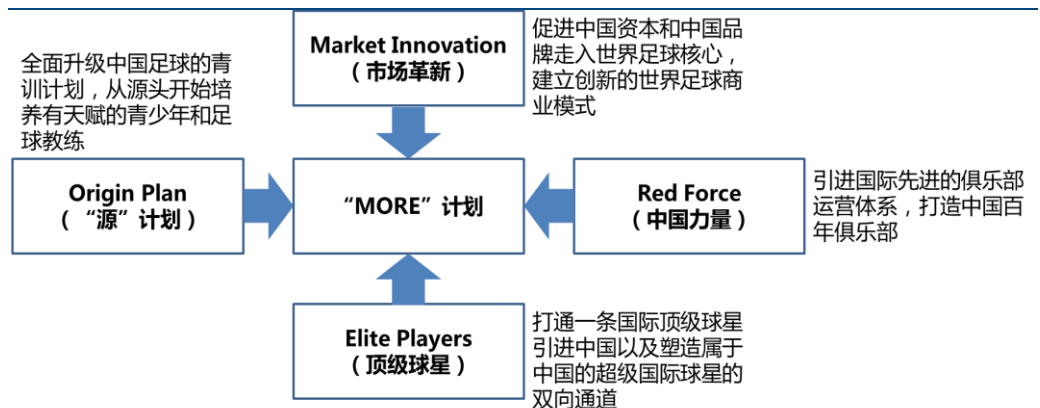 Market Innovation
（市场革新）
促进中国资本和中国品
牌走入世界足球核心，
建立创新的世界足球商
业模式
全面升级中国足球的青
训计划，从源头开始培
养有天赋的青少年和足
球教练
Origin Plan
（“源”计划）
“MORE”计划
Red Force
（中国力量）
引进国际先进的俱乐部
运营体系，打造中国百
年俱乐部
Elite Players
（顶级球星）
打通一条国际顶级球星
引进中国以及塑造属于
中国的超级国际球星的
双向通道